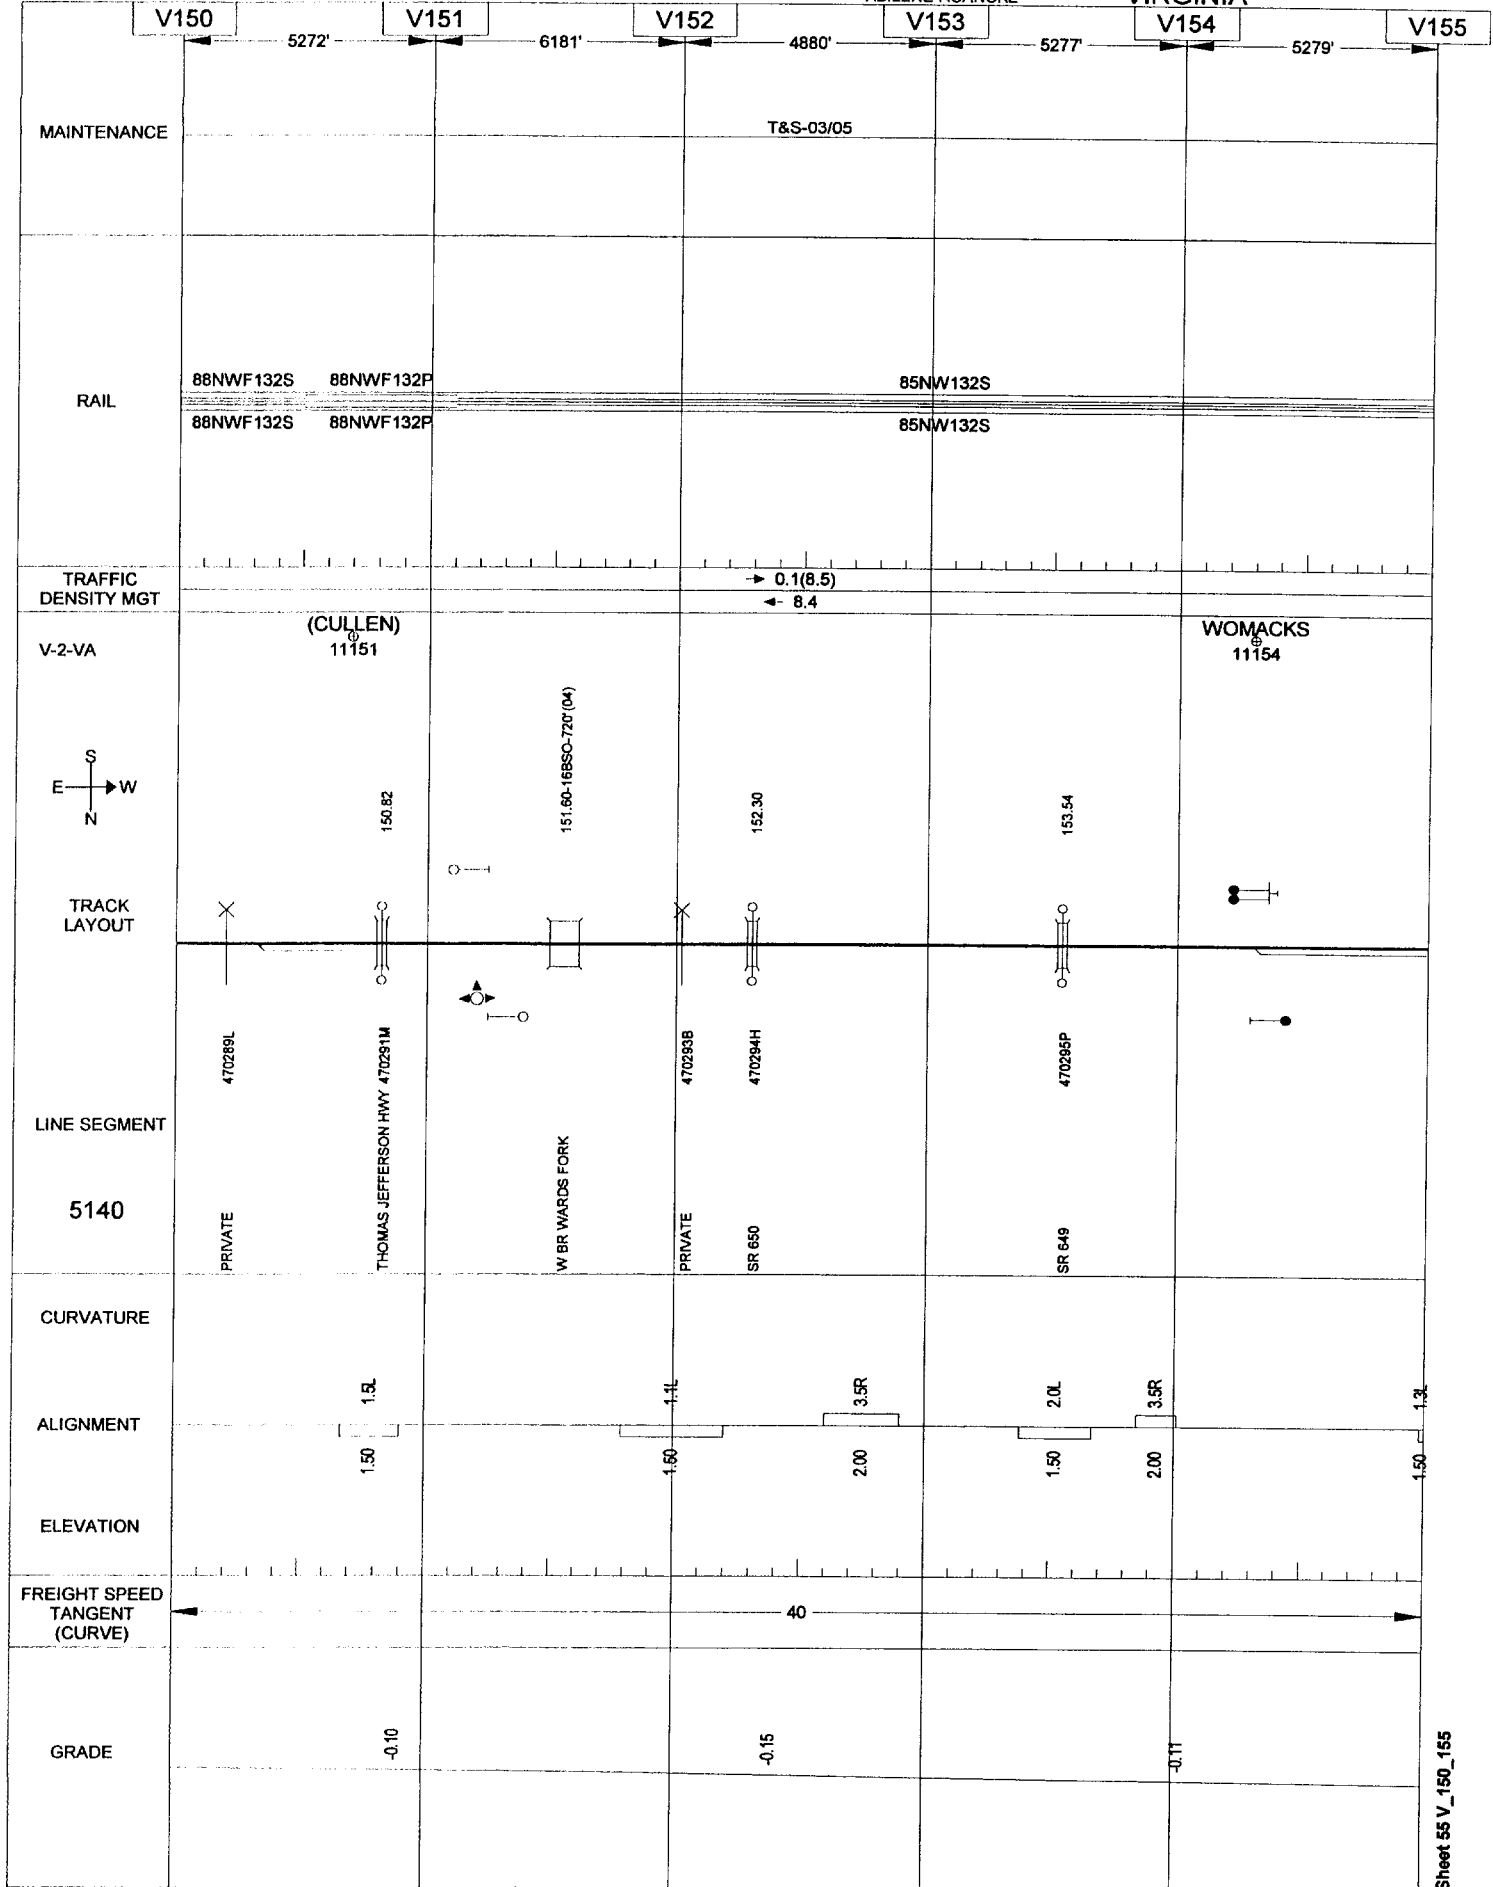 VIRGINIA
V150 V151 V152 V153 V154 V155
5272' 6181' 4880' 5277' 5279'
MAINTENANCE
T&S-03/05
RAIL
88NWF132S 88NWF132P 85NW132S
88NWF132S 88NWF132P 85NW132S
TRAFFIC
DENSITY MGT
0.1(8.5)
8.4
V-2-VA
(CULLEN)
11151
WOMACKS
11154
S
E W
N
150.82
151.60-16BSO-720'(04)
152.30
153.54
TRACK
LAYOUT
470289L
THOMAS JEFFERSON HWY 470291M
470293B
470294H
470295P
LINE SEGMENT
5140
PRIVATE
W BR WARDS FORK
PRIVATE
SR 650
SR 649
CURVATURE
1.5L 1.1L 3.5R 2.0L 3.5R 1.3L
ALIGNMENT
1.50 1.50 2.00 1.50 2.00 1.50
ELEVATION
FREIGHT SPEED
TANGENT
(CURVE)
40
GRADE
-0.10 -0.15 -0.11
Sheet 55 V_150_155